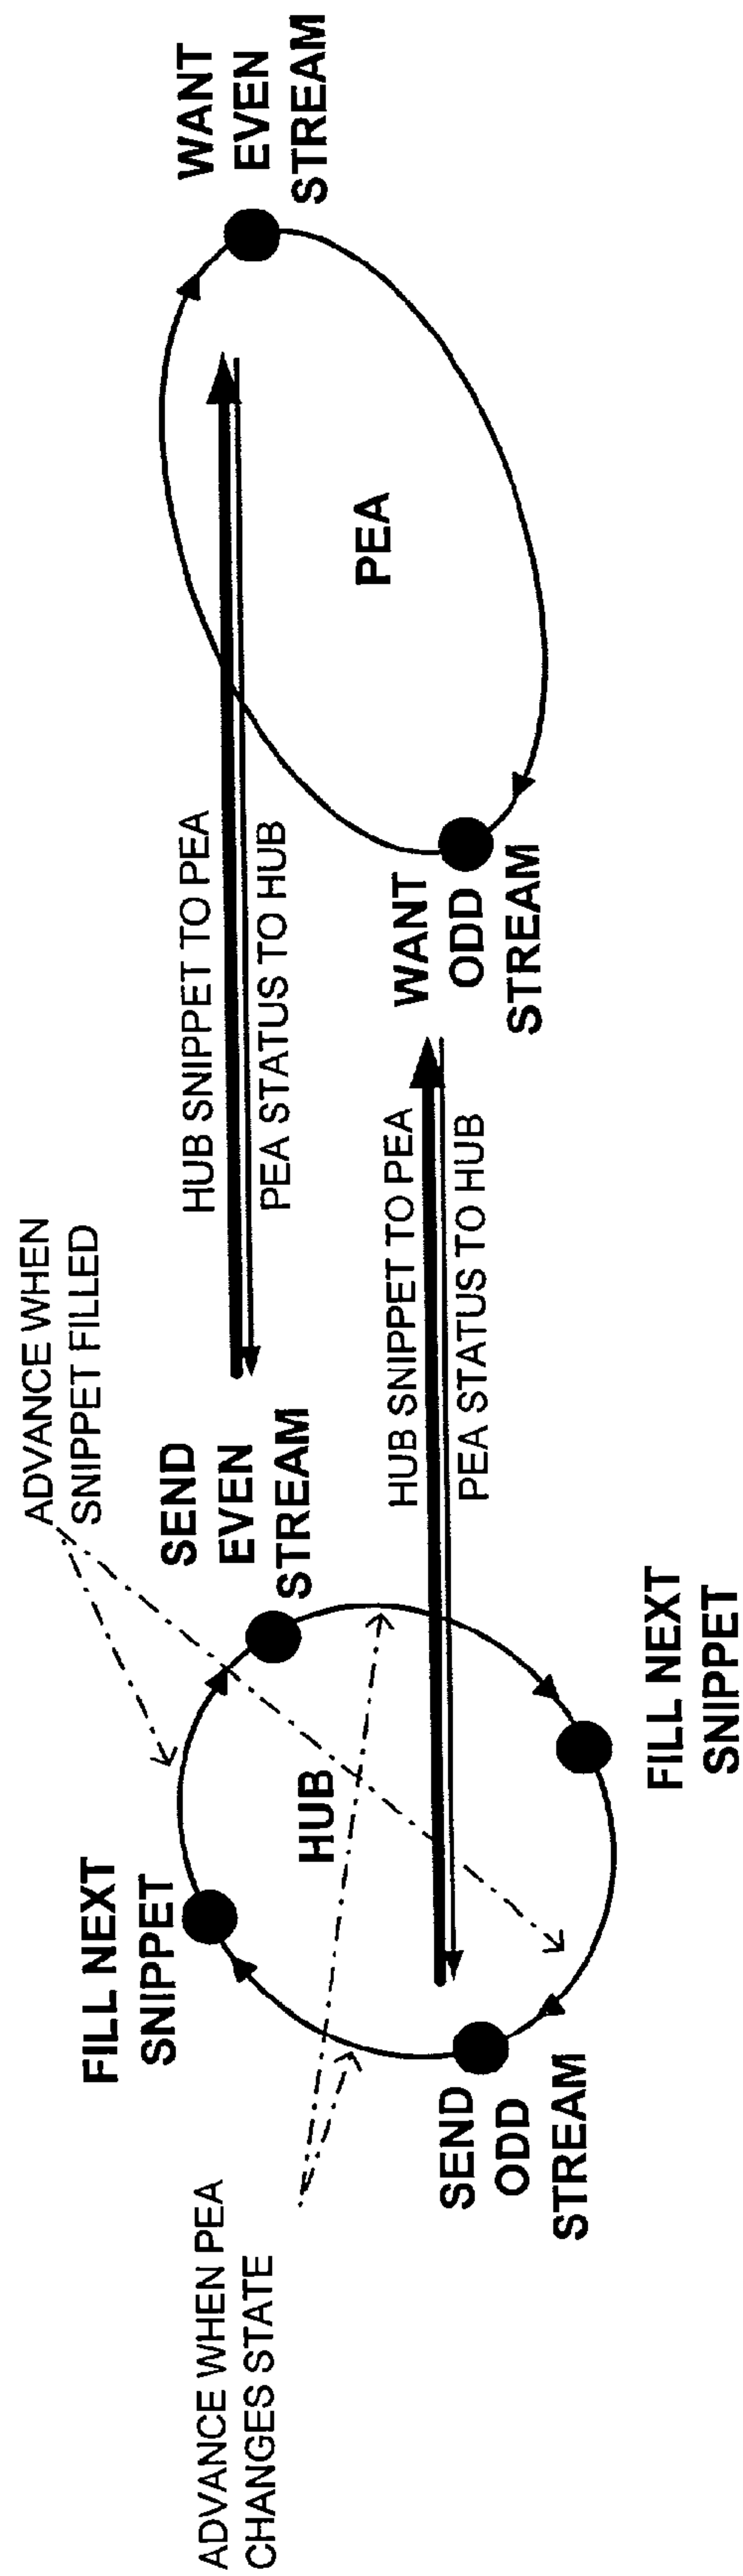 ADVANCE WHEN
SNIPPET FILLED
ADVANCE WHEN PEA
CHANGES STATE
FILL NEXT
SNIPPET
SEND
EVEN
STREAM
HUB
SEND
ODD
STREAM
FILL NEXT
SNIPPET
HUB SNIPPET TO PEA
PEA STATUS TO HUB
HUB SNIPPET TO PEA
PEA STATUS TO HUB
WANT
EVEN
STREAM
PEA
WANT
ODD
STREAM